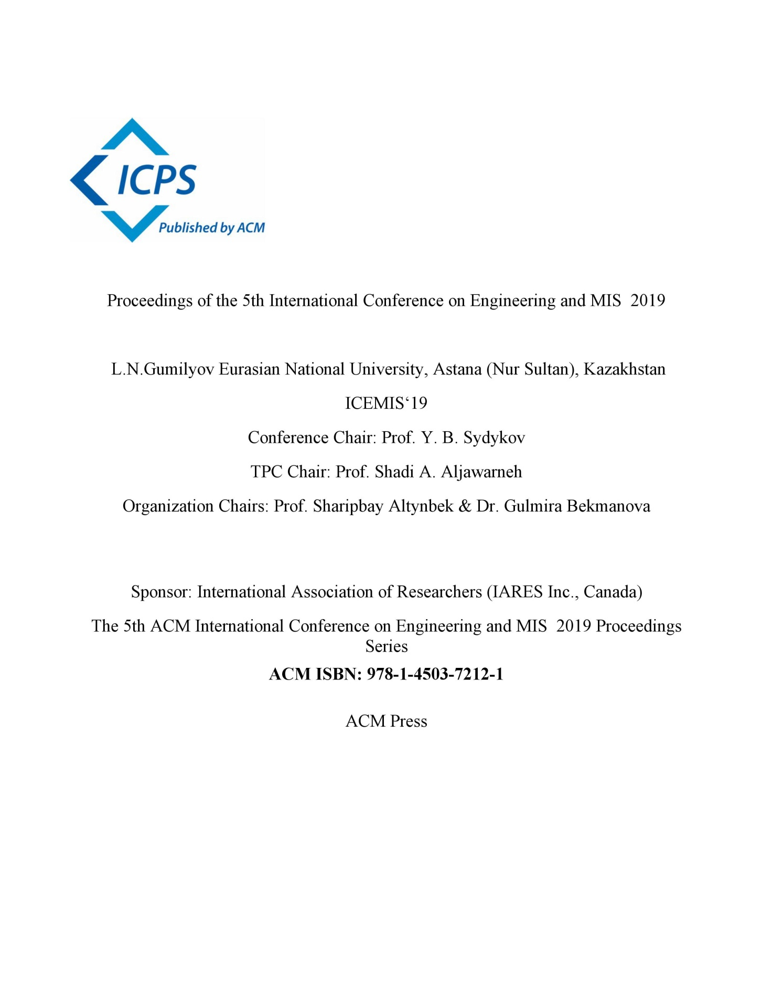 ICPS
Published by ACM
Proceedings of the 5th International Conference on Engineering and MIS  2019
L.N.Gumilyov Eurasian National University, Astana (Nur Sultan), Kazakhstan
ICEMIS‘19
Conference Chair: Prof. Y. B. Sydykov
TPC Chair: Prof. Shadi A. Aljawarneh
Organization Chairs: Prof. Sharipbay Altynbek & Dr. Gulmira Bekmanova
Sponsor: International Association of Researchers (IARES Inc., Canada)
The 5th ACM International Conference on Engineering and MIS  2019 Proceedings
Series
ACM ISBN: 978-1-4503-7212-1
ACM Press